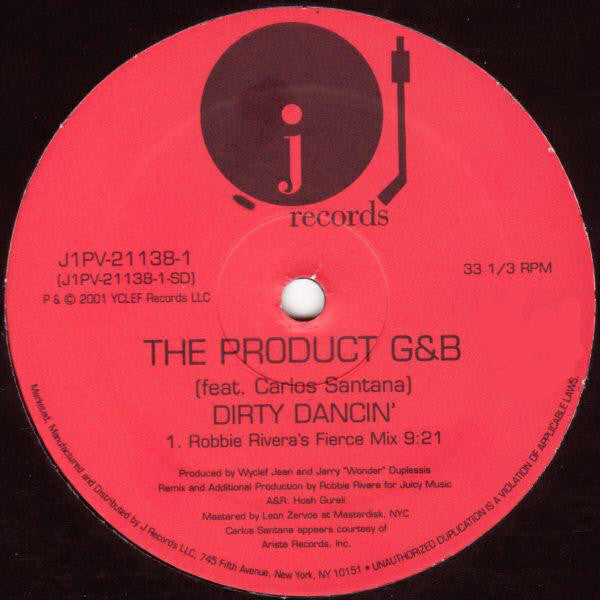 j
records
J1PV-21138-1
(J1PV-21138-1-SD)
P & © 2001 YCLEF Records LLC
33 1/3 RPM
THE PRODUCT G&B
(feat. Carlos Santana)
DIRTY DANCIN'
1. Robbie Rivera's Fierce Mix 9:21
Produced by Wyclef Jean and Jerry "Wonder" Duplessis
Remix and Additional Production by Robbie Rivera for Juicy Music
A&R: Hosh Gureli
Mastered by Leon Zervos at Masterdisk, NYC
Carlos Santana appears courtesy of
Arista Records, Inc.
Marketed, Manufactured and Distributed by J Records LLC, 745 Fifth Avenue, New York, NY 10151 • UNAUTHORIZED DUPLICATION IS A VIOLATION OF APPLICABLE LAWS.